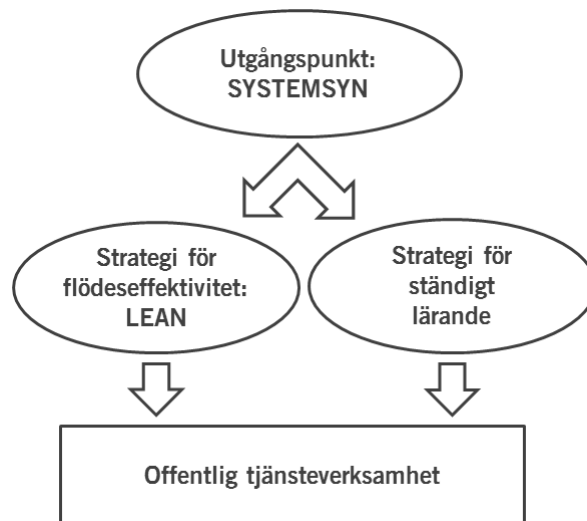 Utgångspunkt:
SYSTEMSYN
Strategi för
flödeseffektivitet:
LEAN
Strategi för
ständigt
lärande
Offentlig tjänsteverksamhet